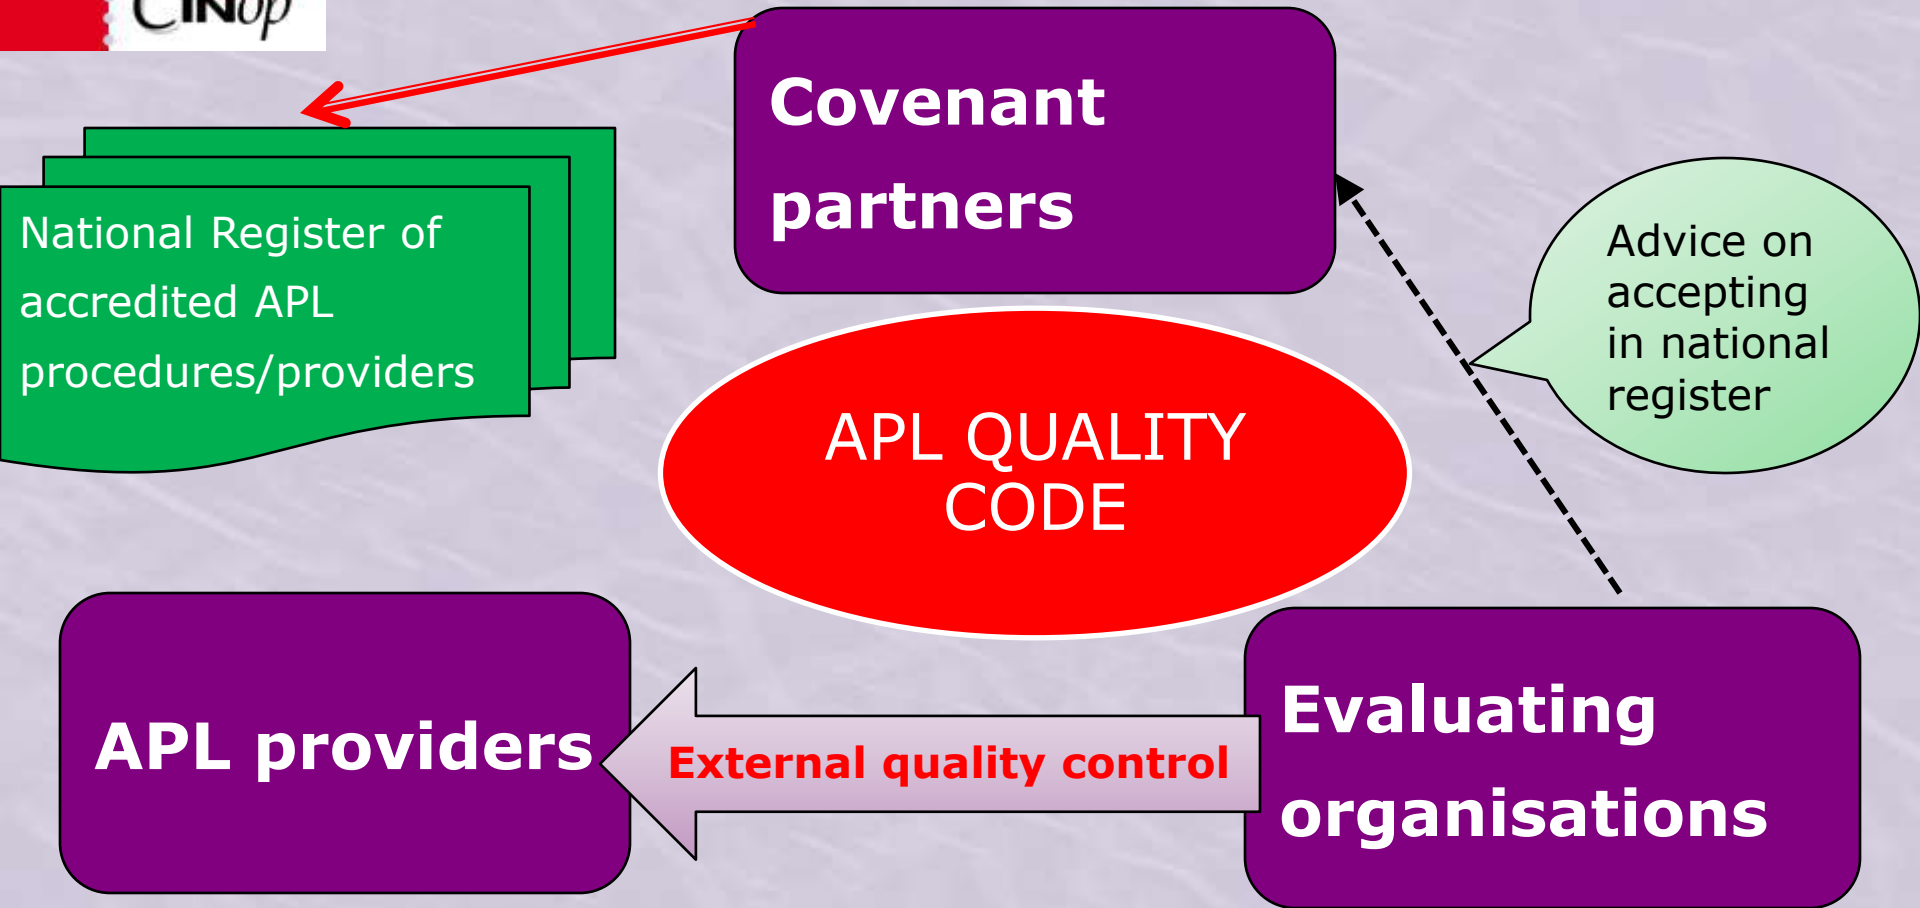 CINop
Covenant
partners
National Register of
accredited APL
procedures/providers
Advice on
accepting
in national
register
APL QUALITY
CODE
APL providers
External quality control
Evaluating
organisations